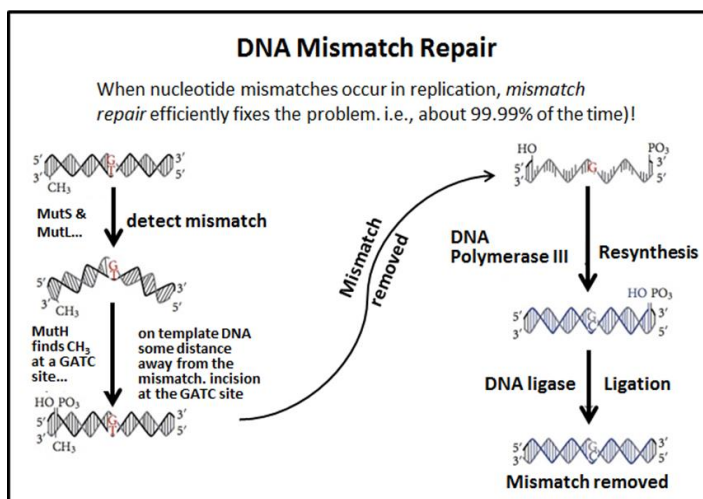 DNA Mismatch Repair
When nucleotide mismatches occur in replication, mismatch
repair efficiently fixes the problem. i.e., about 99.99% of the time)!
5′ G 3′
3′ T 5′
CH3
MutS &
MutL...
detect mismatch
5′ G 3′
3′ T 5′
CH3
MutH
finds CH3
at a GATC
site...
on template DNA
some distance
away from the
mismatch. incision
at the GATC site
HO PO3
5′ G 3′
3′ T 5′
CH3
Mismatch
removed
HO PO3
5′ G 3′
3′ 5′
DNA
Polymerase III
Resynthesis
HO PO3
5′ G 3′
3′ C 5′
DNA ligase
Ligation
5′ G 3′
3′ C 5′
Mismatch removed